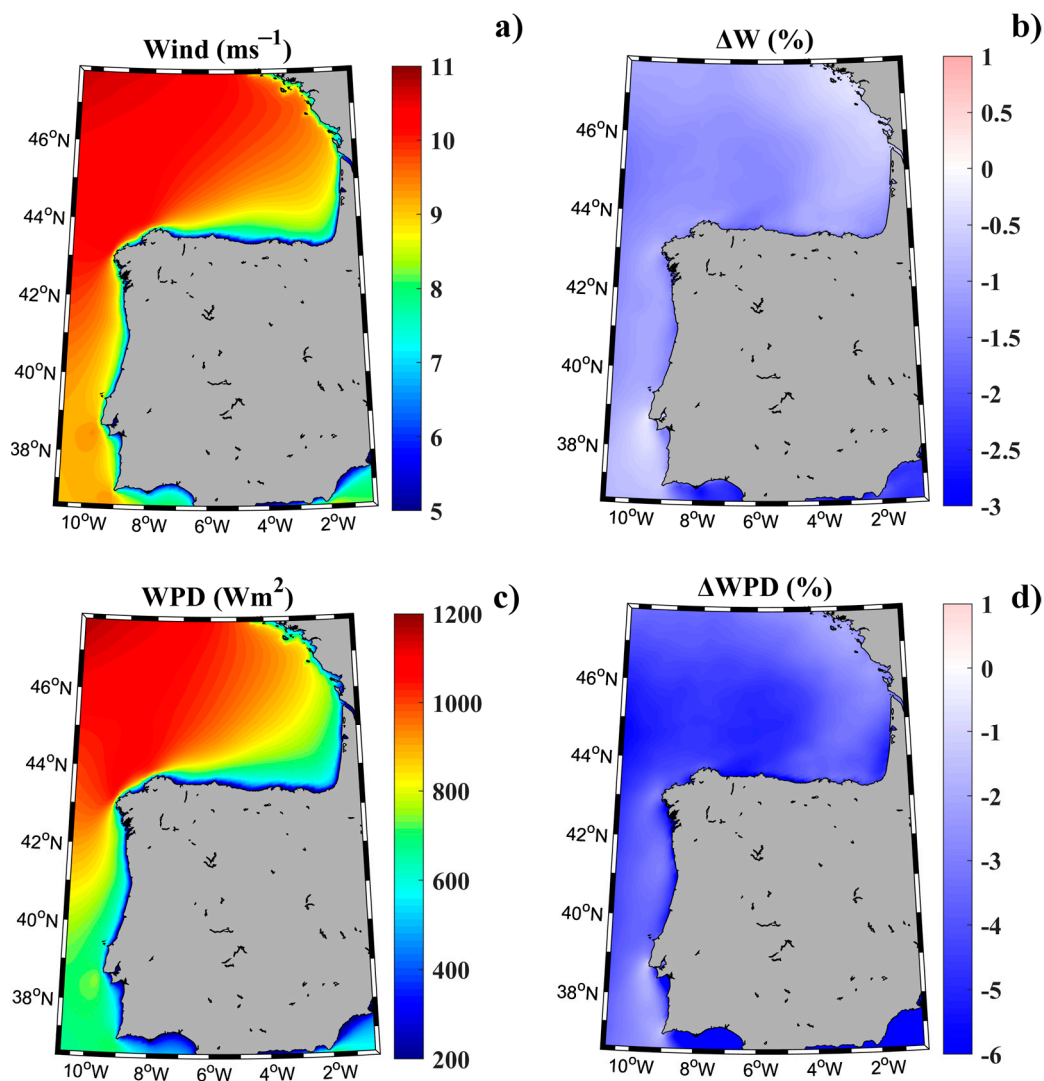 a)
Wind (ms⁻¹)
11
10
9
8
7
6
5
46°N
44°N
42°N
40°N
38°N
10°W 8°W 6°W 4°W 2°W
b)
ΔW (%)
1
0.5
0
-0.5
-1
-1.5
-2
-2.5
-3
46°N
44°N
42°N
40°N
38°N
10°W 8°W 6°W 4°W 2°W
c)
WPD (Wm²)
1200
1000
800
600
400
200
46°N
44°N
42°N
40°N
38°N
10°W 8°W 6°W 4°W 2°W
d)
ΔWPD (%)
1
0
-1
-2
-3
-4
-5
-6
46°N
44°N
42°N
40°N
38°N
10°W 8°W 6°W 4°W 2°W